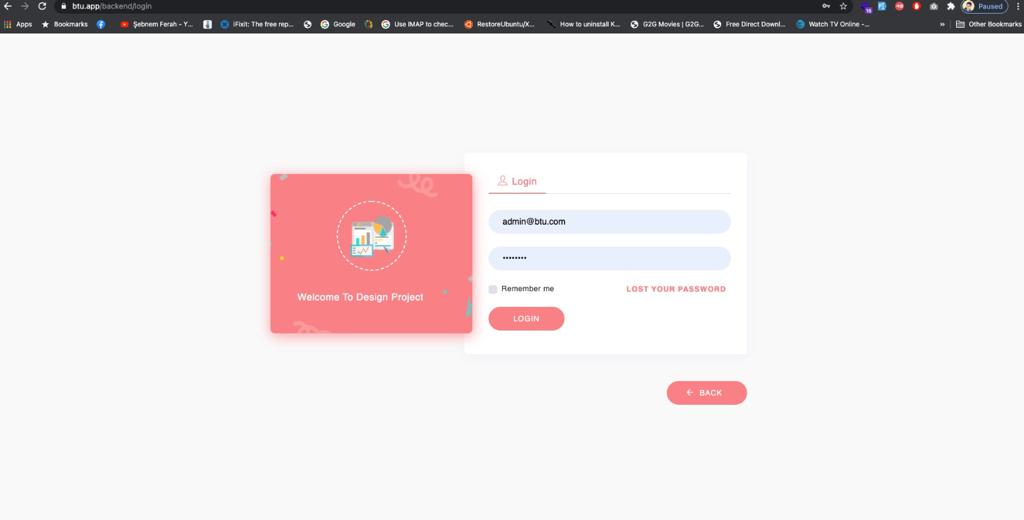 btu.app/backend/login
Paused
Apps
Bookmarks
Şebnem Ferah - Y...
iFixit: The free rep...
Google
Use IMAP to chec...
RestoreUbuntu/X...
How to uninstall K...
G2G Movies | G2G...
Free Direct Downl...
Watch TV Online -...
»
Other Bookmarks
Login
admin@btu.com
••••••••
Remember me
LOST YOUR PASSWORD
LOGIN
Welcome To Design Project
BACK